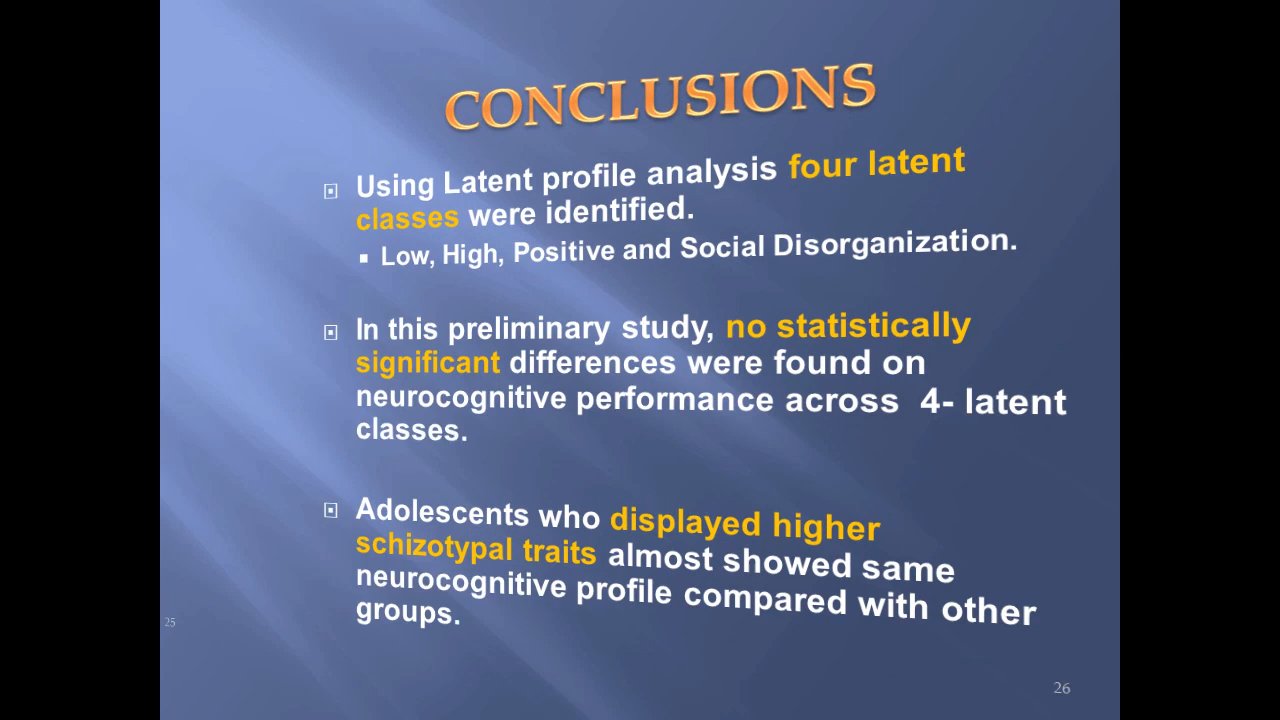 CONCLUSIONS
Using Latent profile analysis four latent
classes were identified.
Low, High, Positive and Social Disorganization.
In this preliminary study, no statistically
significant differences were found on
neurocognitive performance across 4- latent
classes.
Adolescents who displayed higher
schizotypal traits almost showed same
neurocognitive profile compared with other
groups.
25
26